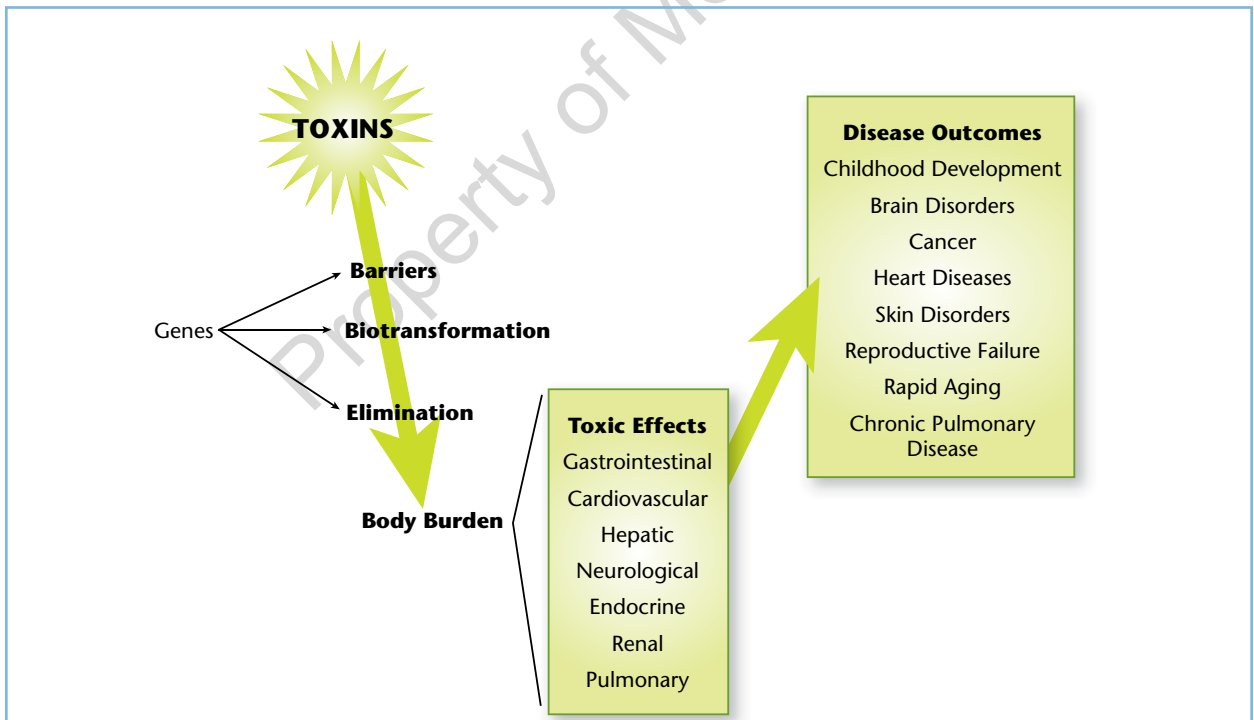 Property of M
TOXINS
Barriers
Genes
Biotransformation
Elimination
Body Burden
Toxic Effects
Gastrointestinal
Cardiovascular
Hepatic
Neurological
Endocrine
Renal
Pulmonary
Disease Outcomes
Childhood Development
Brain Disorders
Cancer
Heart Diseases
Skin Disorders
Reproductive Failure
Rapid Aging
Chronic Pulmonary
Disease